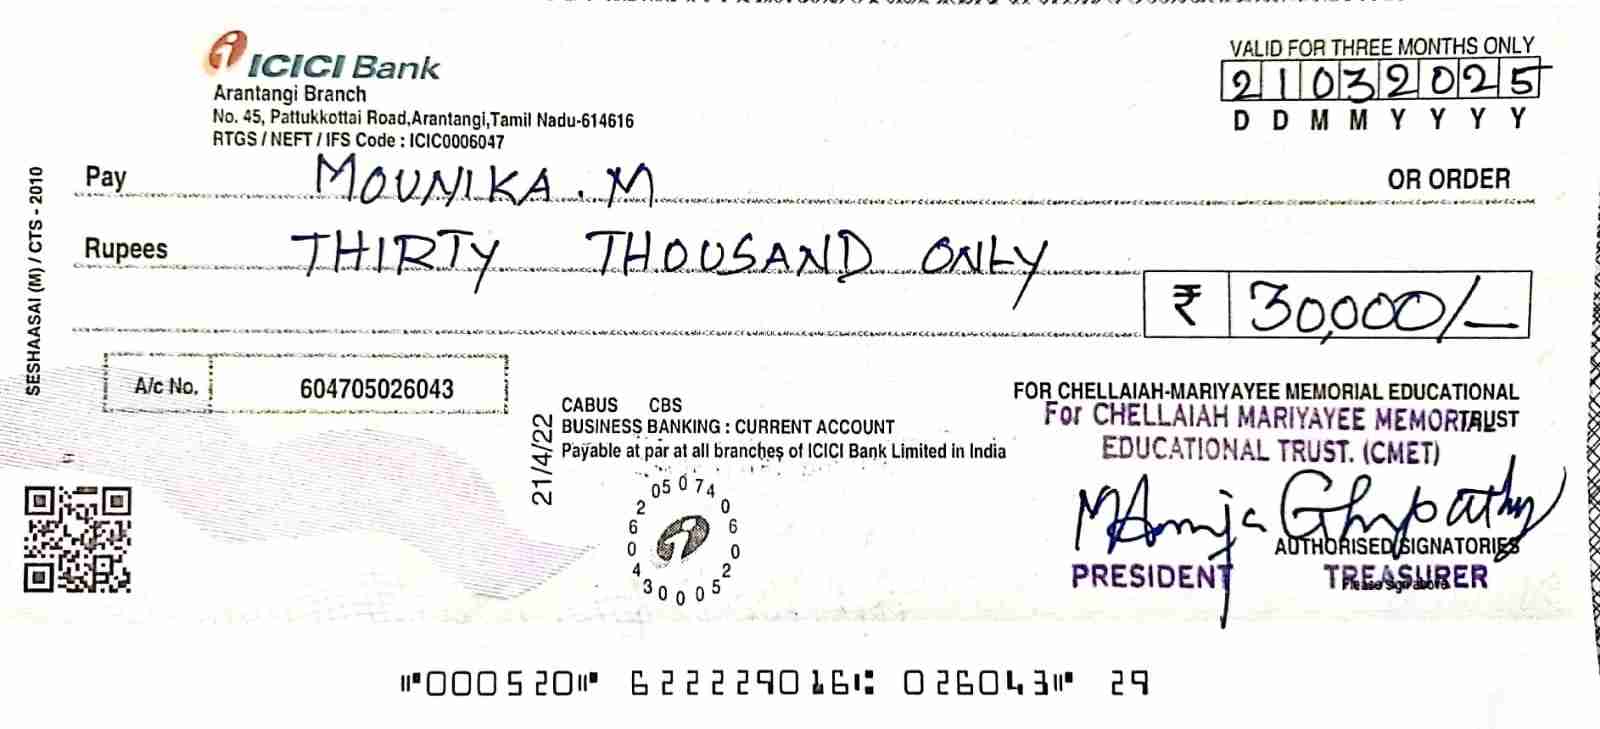 ICICI Bank
Arantangi Branch
No. 45, Pattukkottai Road,Arantangi,Tamil Nadu-614616
RTGS / NEFT / IFS Code : ICIC0006047
VALID FOR THREE MONTHS ONLY
21032025
D D M M Y Y Y Y
Pay MOUNIKA. M OR ORDER
Rupees THIRTY THOUSAND ONLY
₹ 30,000/-
SESHAASAI (M) / CTS - 2010
A/c No. 604705026043
21/4/22
CABUS CBS
BUSINESS BANKING : CURRENT ACCOUNT
Payable at par at all branches of ICICI Bank Limited in India
FOR CHELLAIAH-MARIYAYEE MEMORIAL EDUCATIONAL
TRUST
For CHELLAIAH MARIYAYEE MEMORIAL
EDUCATIONAL TRUST. (CMET)
AUTHORISED SIGNATORIES
PRESIDENT TREASURER
Please sign above
000520 622229016 026043 29